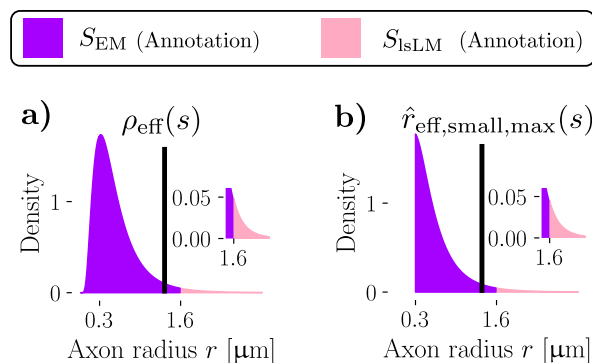 S_EM (Annotation) S_lsLM (Annotation)
a) ρ_eff(s)
Density
1
0
0.05
0.00
1.6
0.3 1.6
Axon radius r [µm]
b) r̂_eff,small,max(s)
Density
1
0
0.05
0.00
1.6
0.3 1.6
Axon radius r [µm]